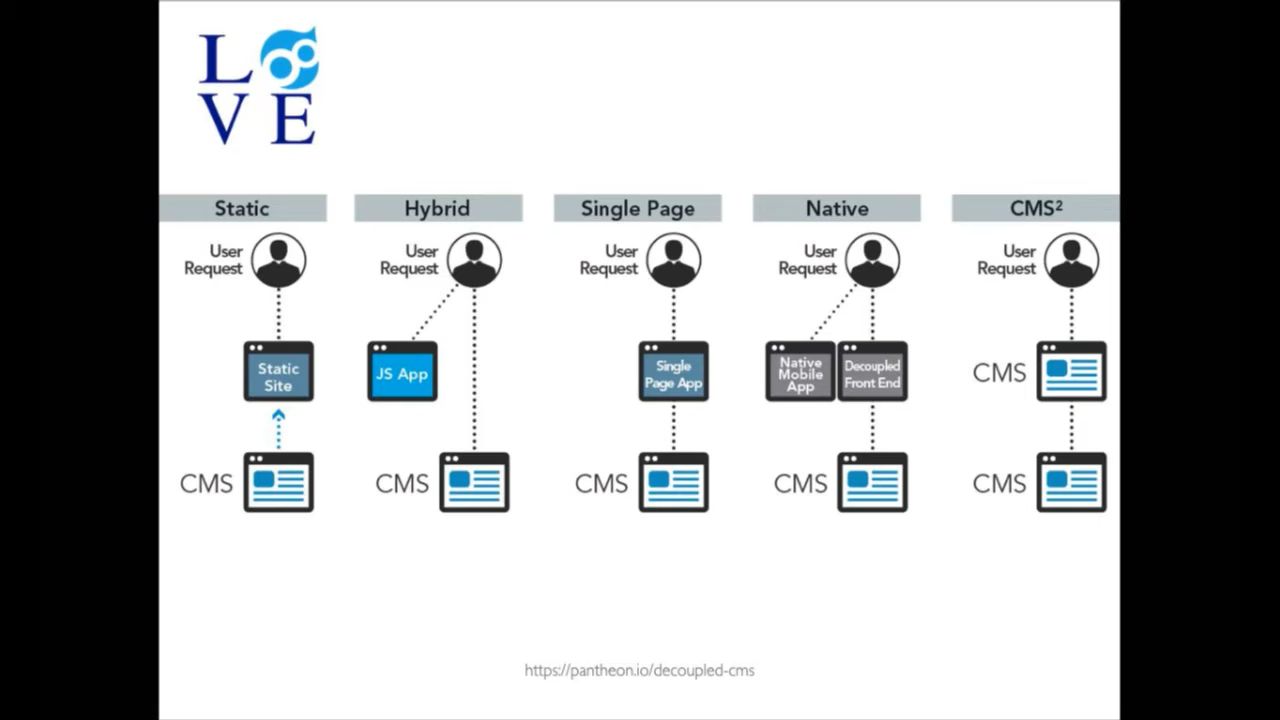 LOVE
Static
User
Request
Static
Site
CMS
Hybrid
User
Request
JS App
CMS
Single Page
User
Request
Single
Page App
CMS
Native
User
Request
Native
Mobile
App
Decoupled
Front End
CMS
CMS²
User
Request
CMS
CMS
https://pantheon.io/decoupled-cms